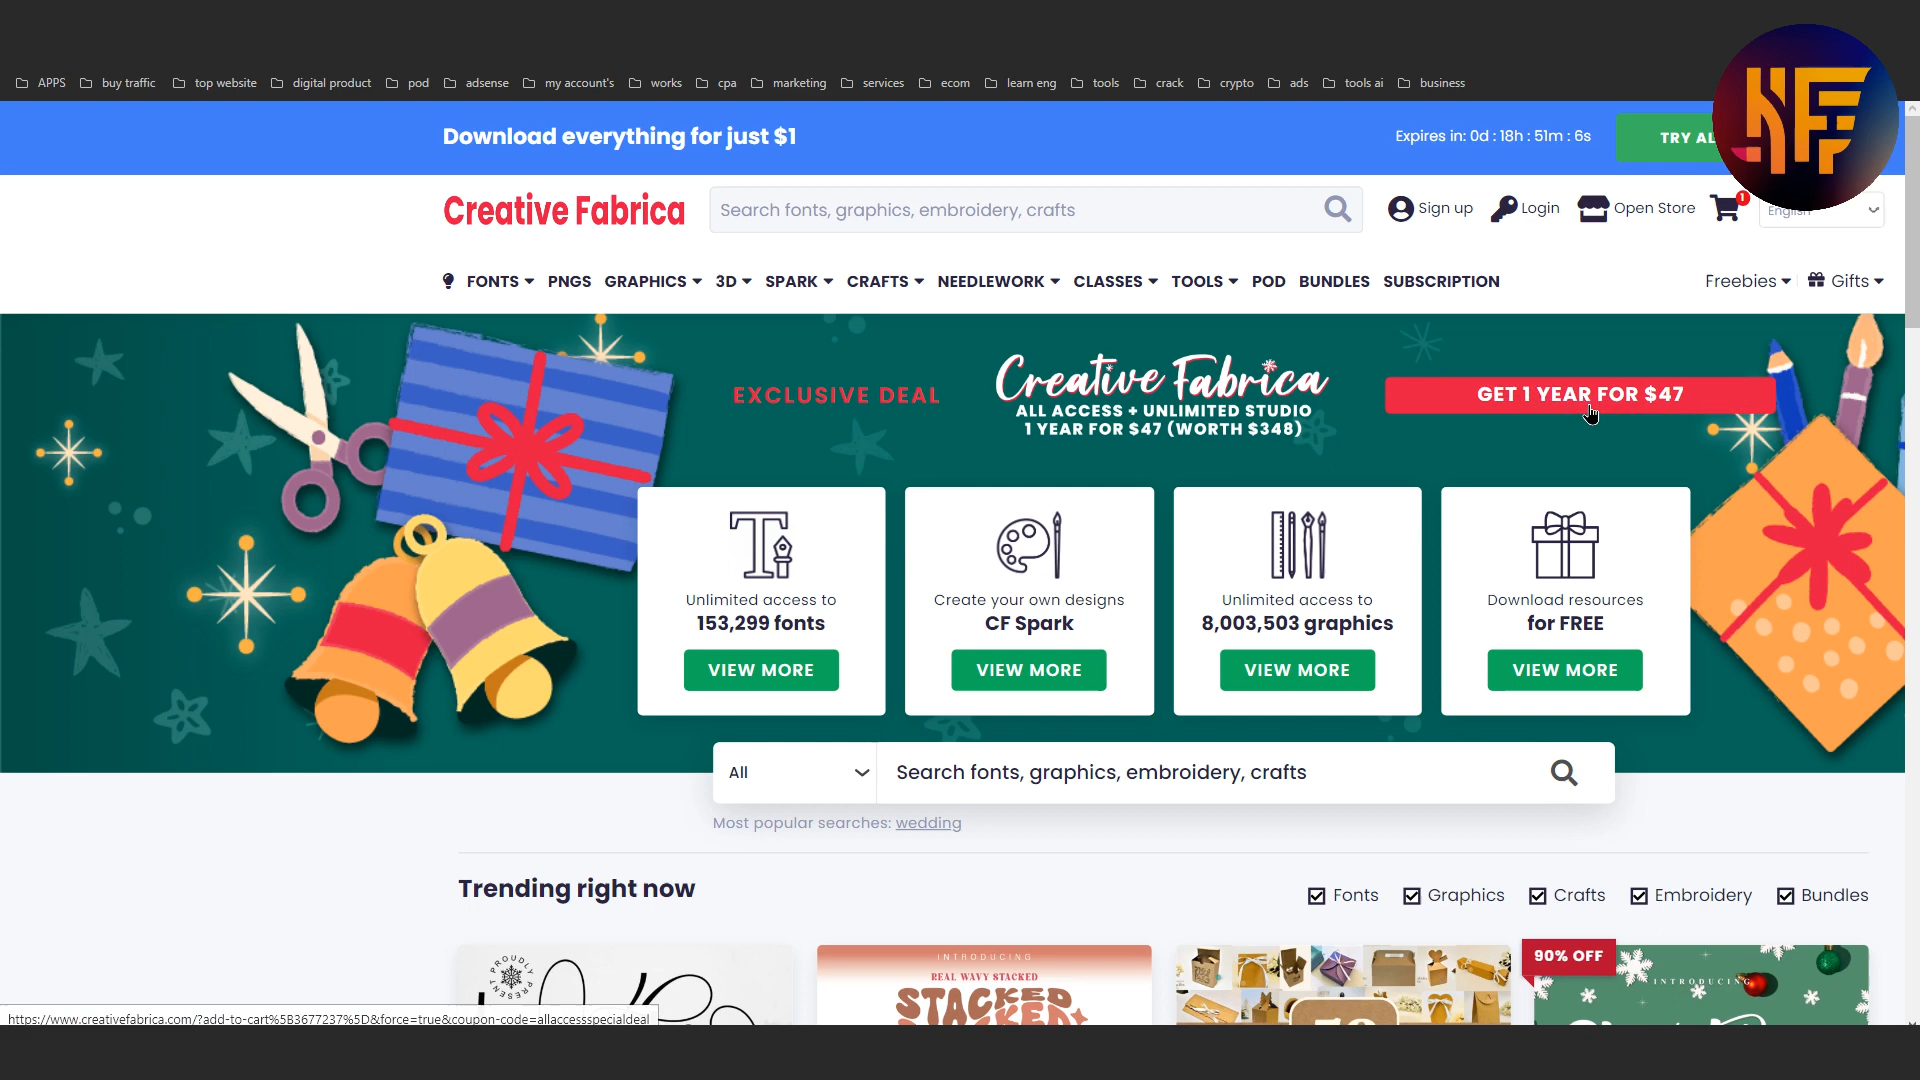 APPS buy traffic top website digital product pod adsense my account's works cpa marketing services ecom learn eng tools crack crypto ads tools ai business
KFF
Download everything for just $1
Expires in: 0d : 18h : 51m : 6s
TRY AL
Creative Fabrica
Search fonts, graphics, embroidery, crafts
Sign up
Login
Open Store
1
English
FONTS PNGS GRAPHICS 3D SPARK CRAFTS NEEDLEWORK CLASSES TOOLS POD BUNDLES SUBSCRIPTION
Freebies Gifts
EXCLUSIVE DEAL
Creative Fabrica
ALL ACCESS + UNLIMITED STUDIO
1 YEAR FOR $47 (WORTH $348)
GET 1 YEAR FOR $47
Unlimited access to
153,299 fonts
VIEW MORE
Create your own designs
CF Spark
VIEW MORE
Unlimited access to
8,003,503 graphics
VIEW MORE
Download resources
for FREE
VIEW MORE
All
Search fonts, graphics, embroidery, crafts
Most popular searches: wedding
Trending right now
Fonts Graphics Crafts Embroidery Bundles
PROUDLY PRESENT
INTRODUCING
REAL WAVY STACKED
STACKED
90% OFF
INTRODUCING
https://www.creativefabrica.com/?add-to-cart%5B3677237%5D&force=true&coupon-code=allaccessspecialdeal